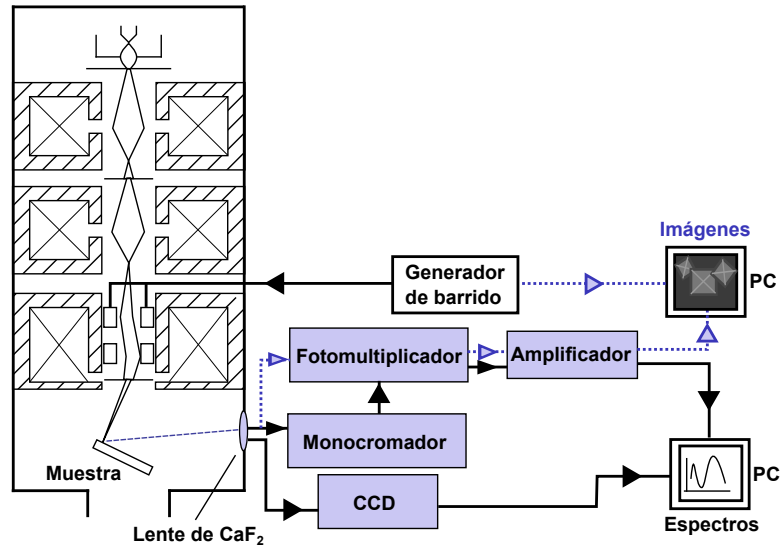 Imágenes
PC
Generador
de barrido
Fotomultiplicador
Amplificador
Monocromador
Muestra
CCD
PC
Espectros
Lente de CaF₂